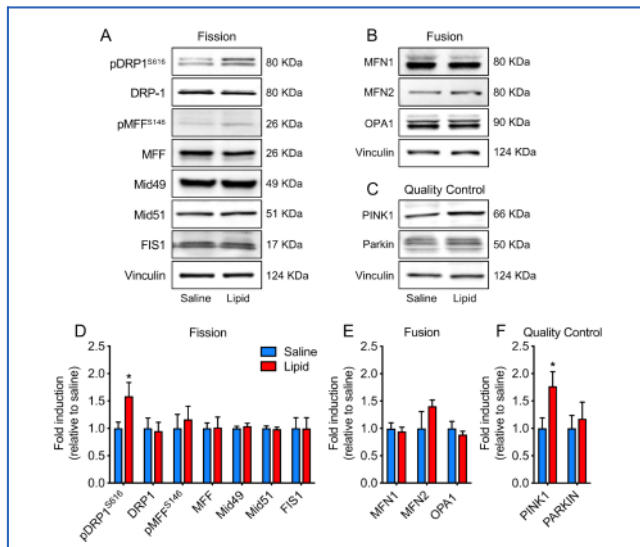 A
Fission
pDRP1S616
80 KDa
DRP-1
80 KDa
pMFFS146
26 KDa
MFF
26 KDa
Mid49
49 KDa
Mid51
51 KDa
FIS1
17 KDa
Vinculin
124 KDa
Saline
Lipid
B
Fusion
MFN1
80 KDa
MFN2
80 KDa
OPA1
90 KDa
Vinculin
124 KDa
C
Quality Control
PINK1
66 KDa
Parkin
50 KDa
Vinculin
124 KDa
Saline
Lipid
D
Fission
Fold induction
(relative to saline)
2.5
2.0
1.5
1.0
0.5
0.0
*
Saline
Lipid
pDRP1S616
DRP1
pMFFS146
MFF
Mid49
Mid51
FIS1
E
Fusion
Fold induction
(relative to saline)
2.5
2.0
1.5
1.0
0.5
0.0
MFN1
MFN2
OPA1
F
Quality Control
Fold induction
(relative to saline)
2.5
2.0
1.5
1.0
0.5
0.0
*
PINK1
PARKIN